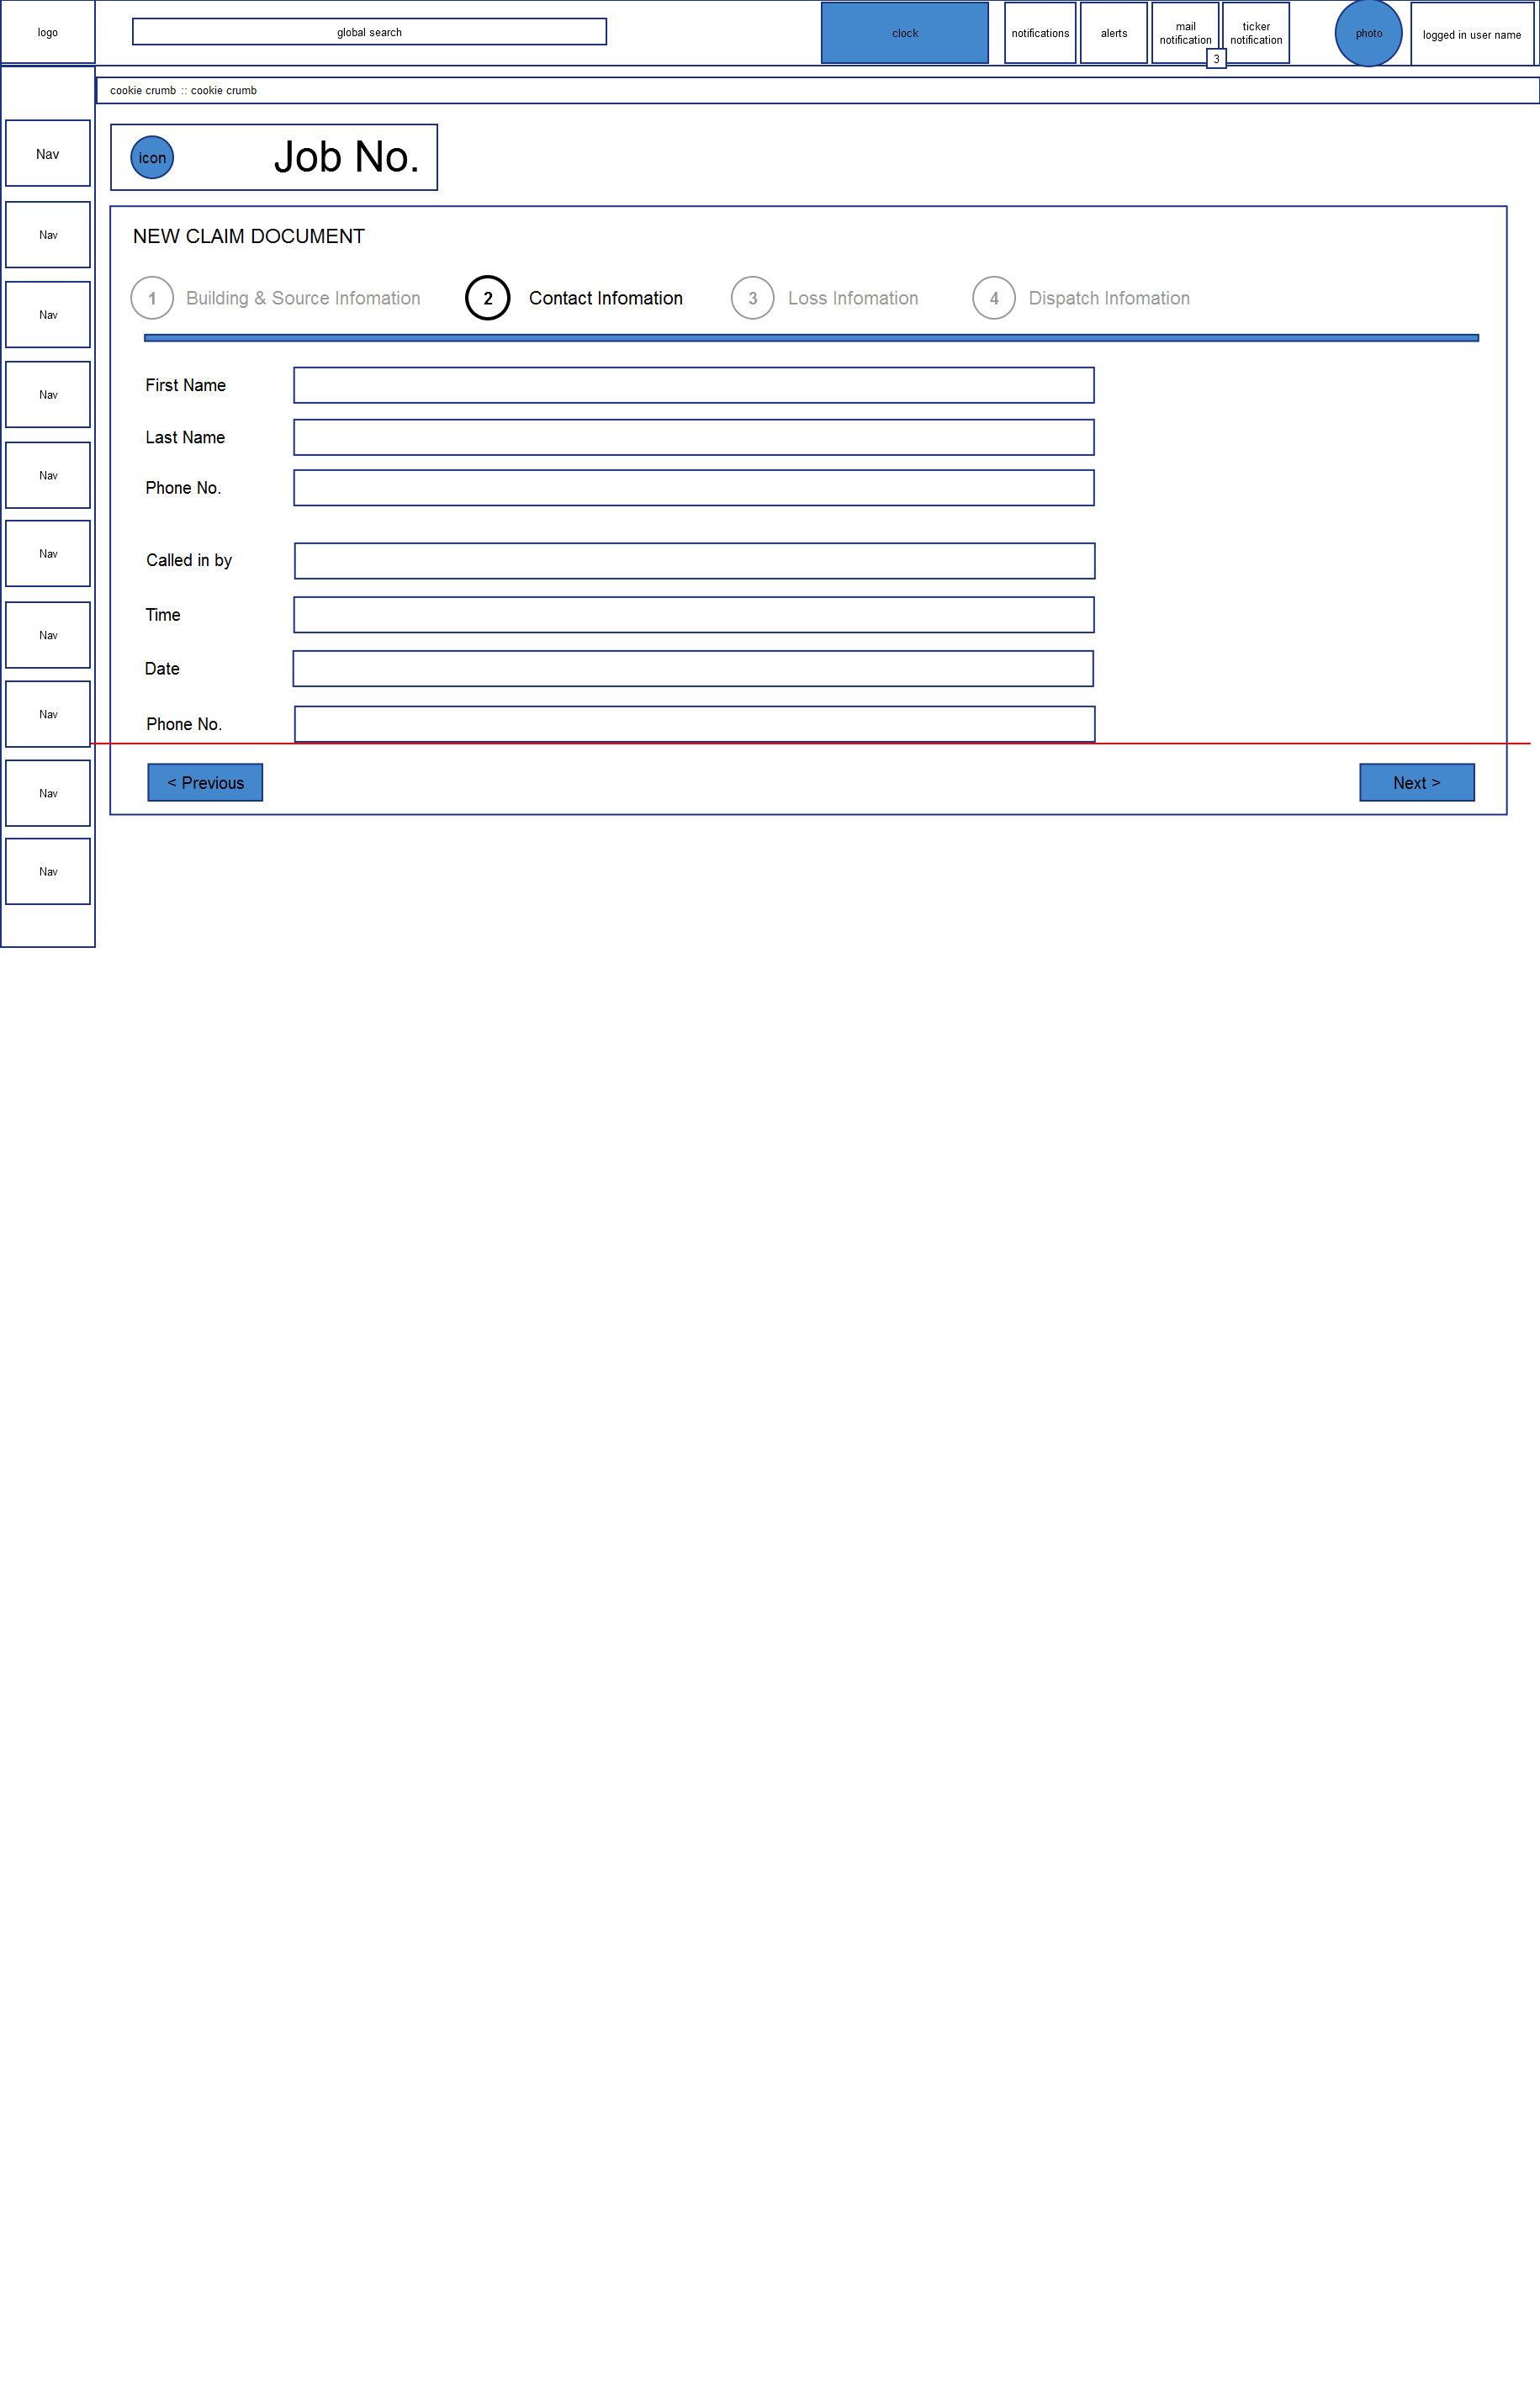 logo
global search
clock
notifications
alerts
mail
notification
3
ticker
notification
photo
logged in user name
cookie crumb :: cookie crumb
Nav
Nav
Nav
Nav
Nav
Nav
Nav
Nav
Nav
Nav
icon
Job No.
NEW CLAIM DOCUMENT
1 Building & Source Infomation
2 Contact Infomation
3 Loss Infomation
4 Dispatch Infomation
First Name
Last Name
Phone No.
Called in by
Time
Date
Phone No.
< Previous
Next >